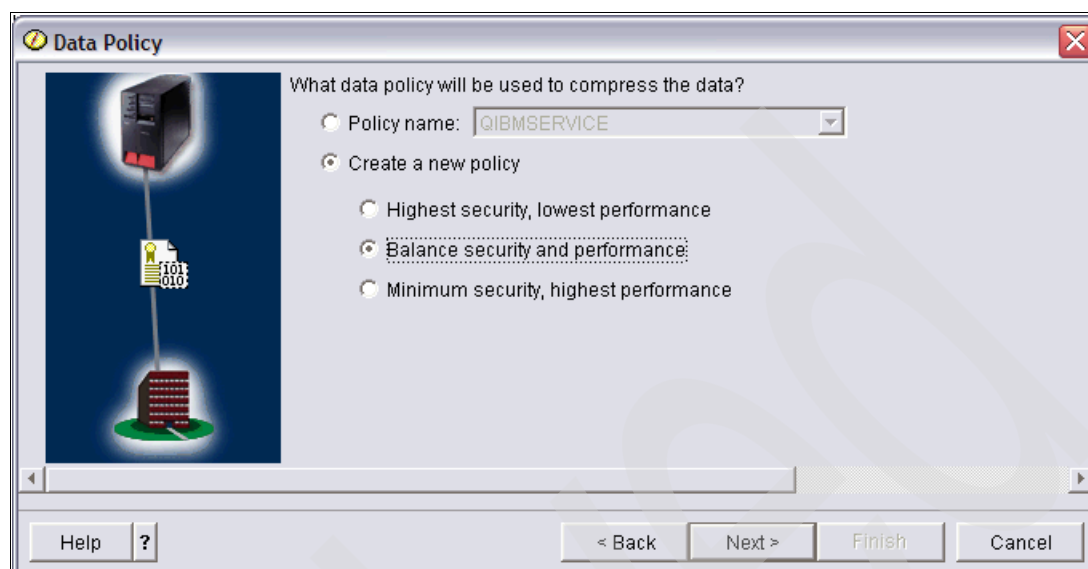 Data Policy
What data policy will be used to compress the data?
Policy name: QIBMSERVICE
Create a new policy
Highest security, lowest performance
Balance security and performance
Minimum security, highest performance
101
010
Help ? < Back Next > Finish Cancel